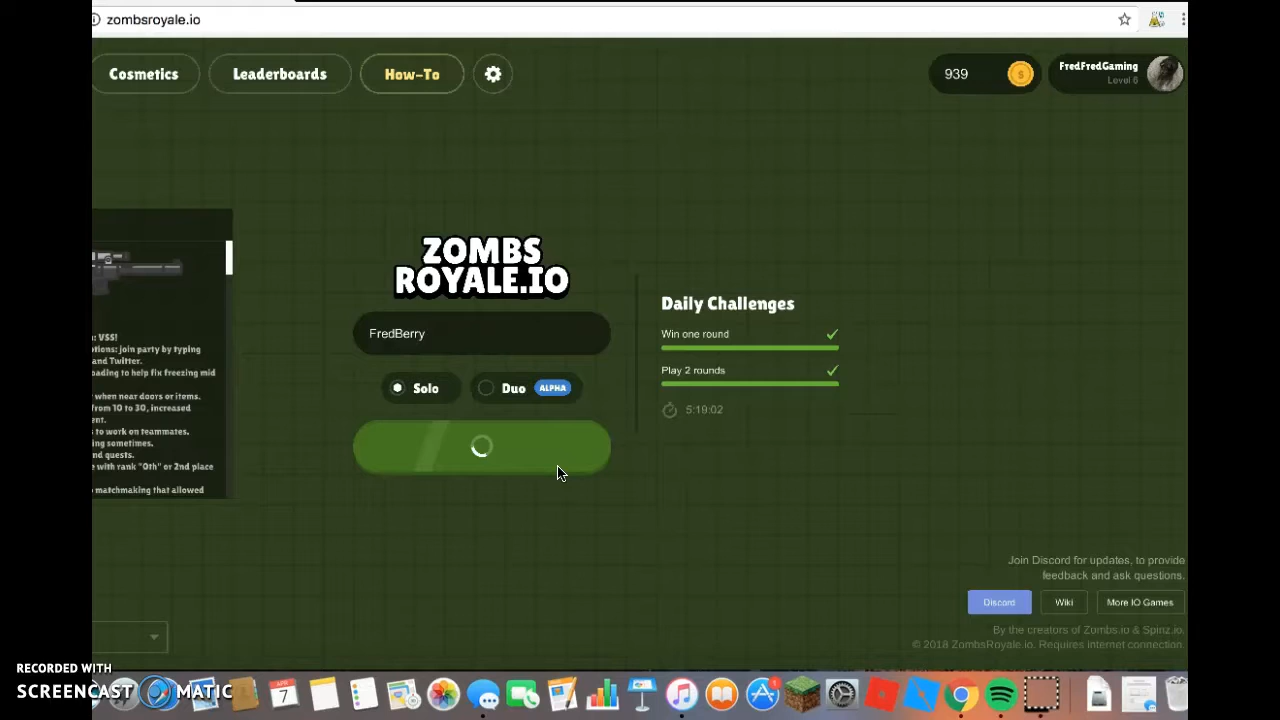 zombsroyale.io
Cosmetics
Leaderboards
How-To
939
FredFredGaming
Level 6
ZOMBS
ROYALE.IO
FredBerry
Solo
Duo
ALPHA
Daily Challenges
Win one round
Play 2 rounds
5:19:02
: VSS!
tions: join party by typing
and Twitter.
oading to help fix freezing mid
when near doors or items.
from 10 to 30, increased
ent.
s to work on teammates.
ing sometimes.
nd quests.
e with rank "0th" or 2nd place
o matchmaking that allowed
Join Discord for updates, to provide
feedback and ask questions.
Discord
Wiki
More IO Games
By the creators of Zombs.io & Spinz.io.
© 2018 ZombsRoyale.io. Requires internet connection.
RECORDED WITH
SCREENCAST MATIC
APR
7
1